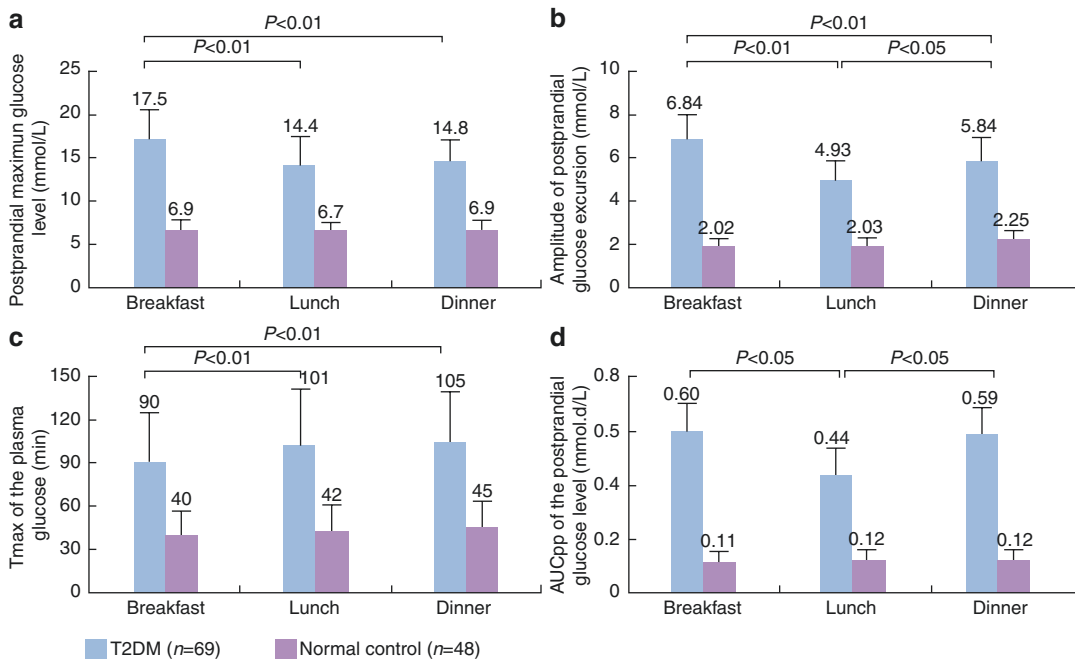 a
P<0.01
P<0.01
Postprandial maximun glucose
level (mmol/L)
25
20
15
10
5
0
17.5
6.9
14.4
6.7
14.8
6.9
Breakfast Lunch Dinner
b
P<0.01
P<0.01 P<0.05
Amplitude of postprandial
glucose excursion (mmol/L)
10
8
6
4
2
0
6.84
2.02
4.93
2.03
5.84
2.25
Breakfast Lunch Dinner
c
P<0.01
P<0.01
Tmax of the plasma
glucose (min)
150
120
90
60
30
0
90
40
101
42
105
45
Breakfast Lunch Dinner
d
P<0.05 P<0.05
AUCpp of the postprandial
glucose level (mmol.d/L)
0.8
0.5
0.4
0.2
0
0.60
0.11
0.44
0.12
0.59
0.12
Breakfast Lunch Dinner
T2DM (n=69) Normal control (n=48)